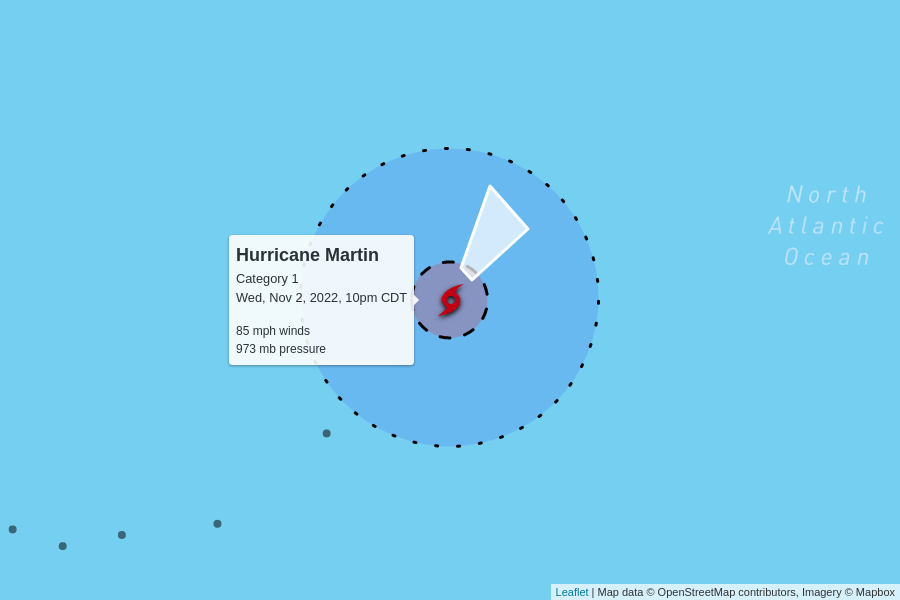 North
Atlantic
Ocean
Hurricane Martin
Category 1
Wed, Nov 2, 2022, 10pm CDT
85 mph winds
973 mb pressure
Leaflet | Map data © OpenStreetMap contributors, Imagery © Mapbox